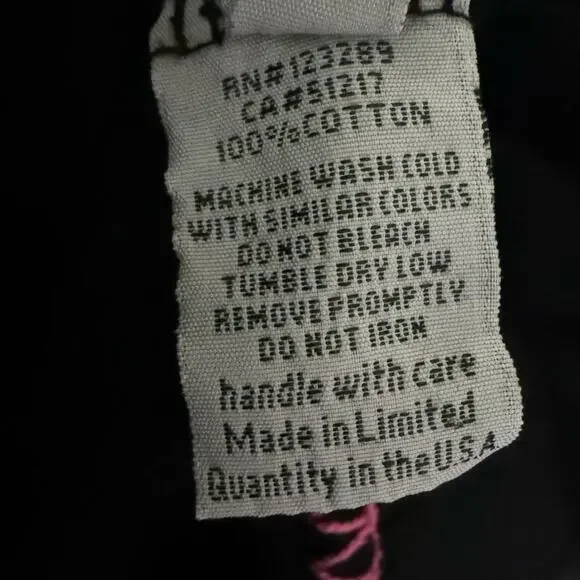 RN#123289
CA#51217
100%COTTON
MACHINE WASH COLD
WITH SIMILAR COLORS
DO NOT BLEACH
TUMBLE DRY LOW
REMOVE PROMPTLY
DO NOT IRON
handle with care
Made in Limited
Quantity in the U.S.A